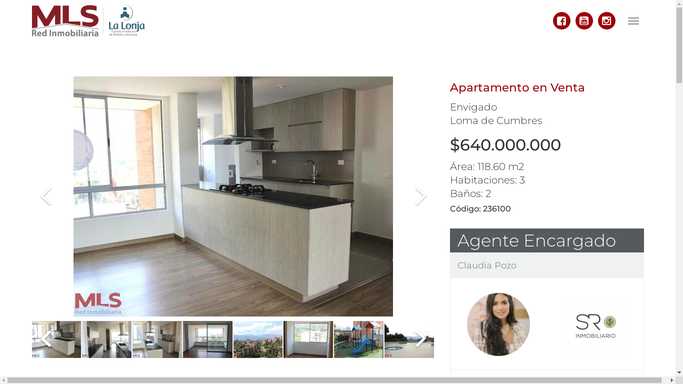 MLS
Red Inmobiliaria
La Lonja
Apartamento en Venta
Envigado
Loma de Cumbres
$640.000.000
Área: 118.60 m2
Habitaciones: 3
Baños: 2
Código: 236100
MLS
Red Inmobiliaria
Agente Encargado
Claudia Pozo
SR
INMOBILIARIO